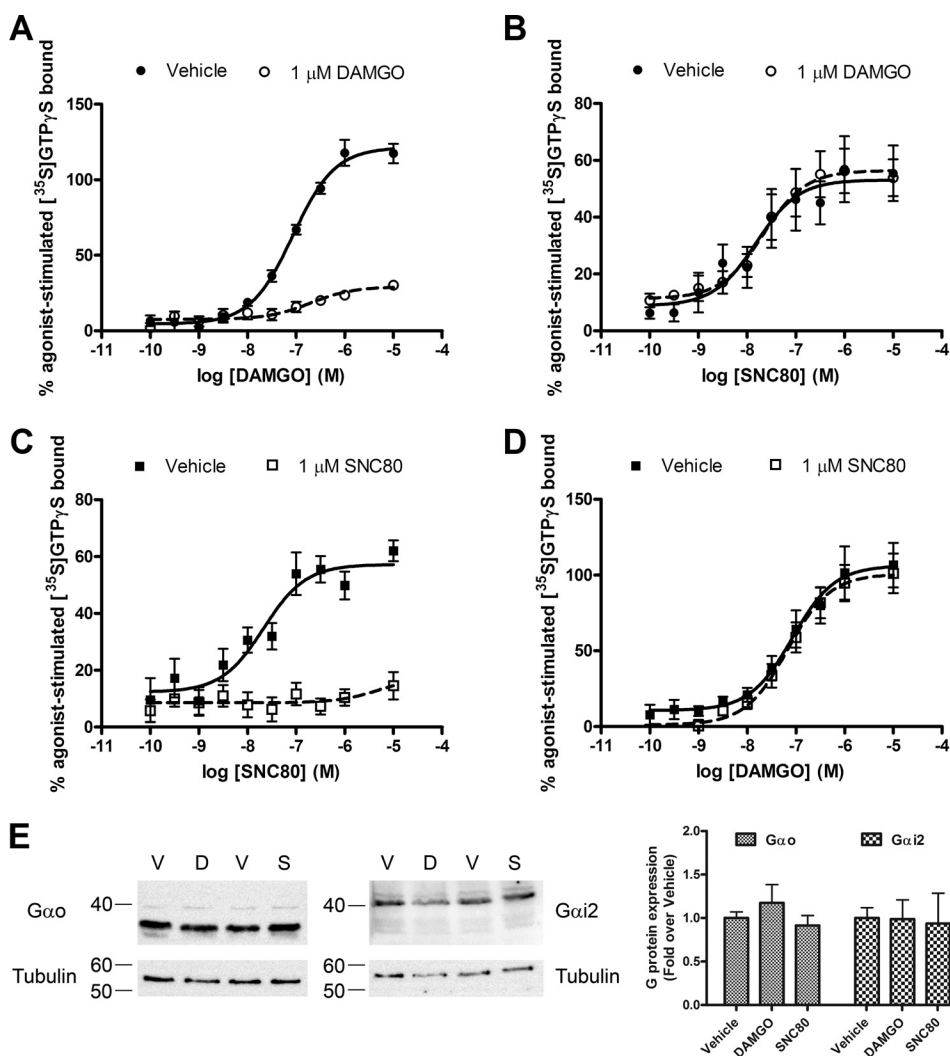 A
Vehicle 1 μM DAMGO
% agonist-stimulated [35S]GTPγS bound
150
100
50
0
-11 -10 -9 -8 -7 -6 -5 -4
log [DAMGO] (M)
B
Vehicle 1 μM DAMGO
% agonist-stimulated [35S]GTPγS bound
80
60
40
20
0
-11 -10 -9 -8 -7 -6 -5 -4
log [SNC80] (M)
C
Vehicle 1 μM SNC80
% agonist-stimulated [35S]GTPγS bound
80
60
40
20
0
-11 -10 -9 -8 -7 -6 -5 -4
log [SNC80] (M)
D
Vehicle 1 μM SNC80
% agonist-stimulated [35S]GTPγS bound
150
100
50
0
-11 -10 -9 -8 -7 -6 -5 -4
log [DAMGO] (M)
E
V D V S
40
Gαo
60
50
Tubulin
V D V S
40
Gαi2
60
50
Tubulin
G protein expression
(Fold over Vehicle)
2.0
1.5
1.0
0.5
0.0
Gαo Gαi2
Vehicle DAMGO SNC80 Vehicle DAMGO SNC80